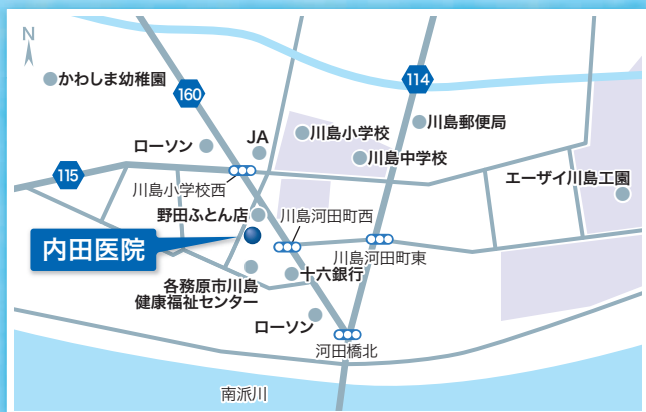 N
かわしま幼稚園
160
114
ローソン
JA
川島小学校
川島郵便局
川島中学校
115
川島小学校西
エーザイ川島工園
野田ふとん店
川島河田町西
内田医院
川島河田町東
各務原市川島
健康福祉センター
十六銀行
ローソン
河田橋北
南派川